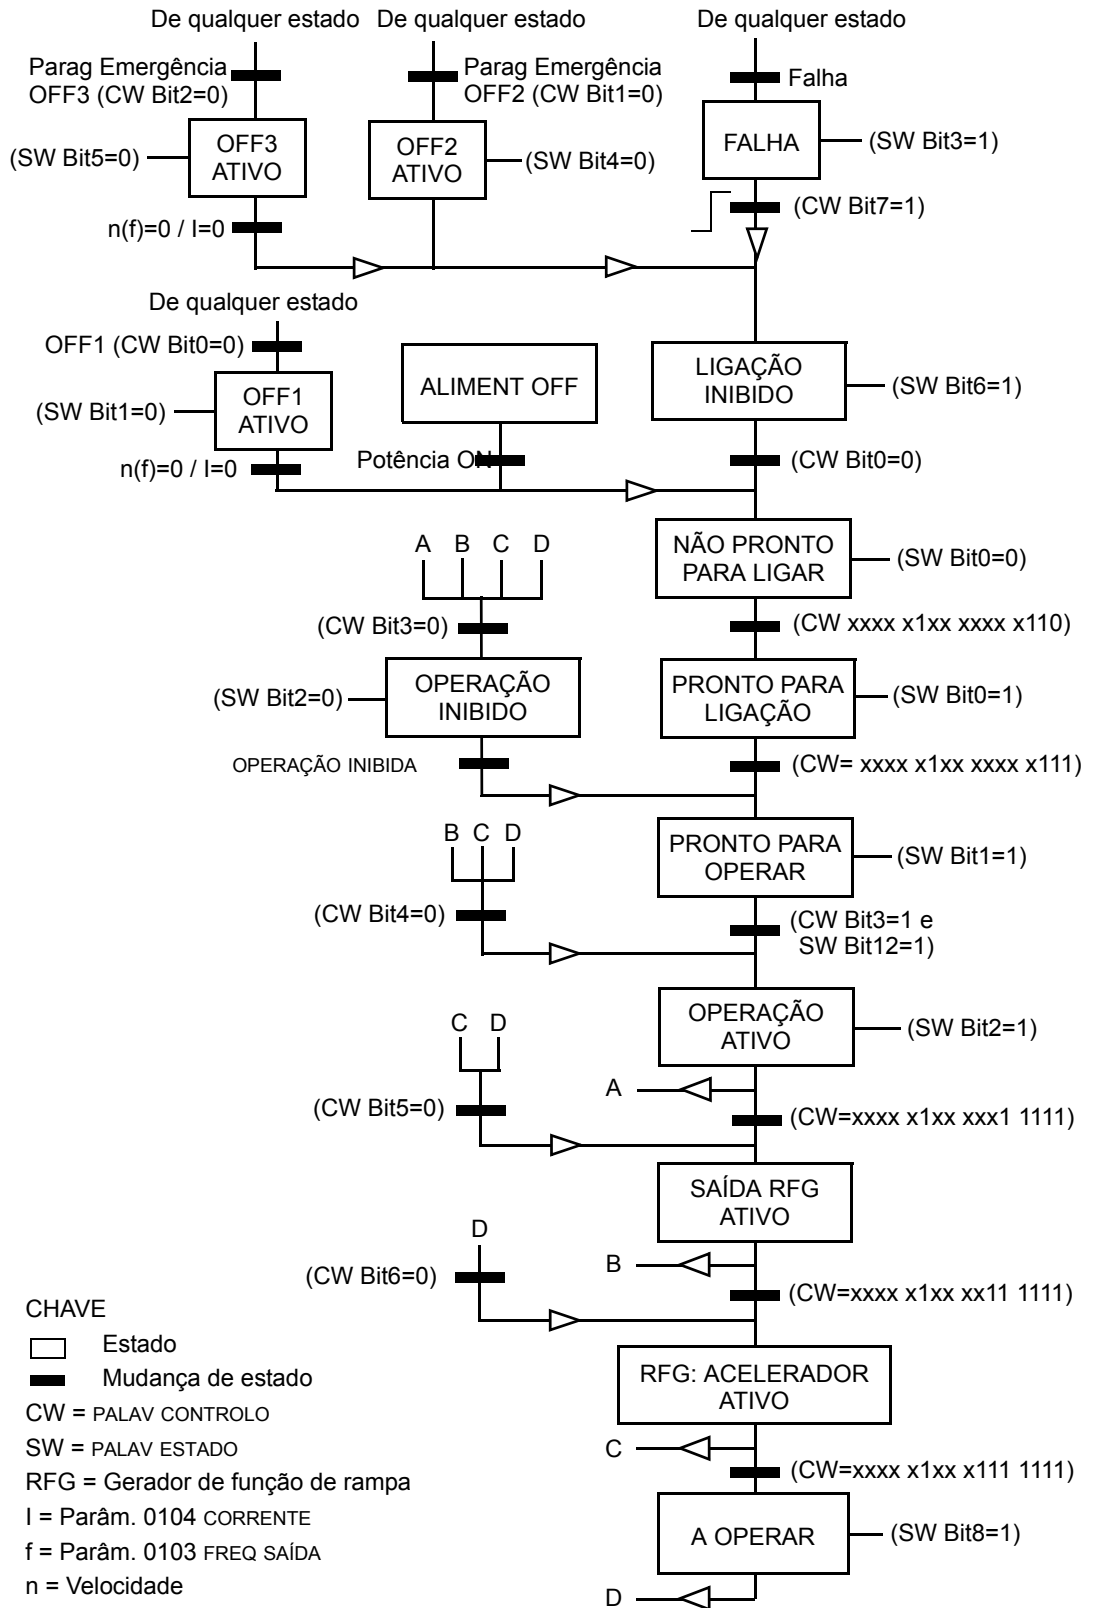 De qualquer estado De qualquer estado De qualquer estado
Parag Emergência
OFF3 (CW Bit2=0)
Parag Emergência
OFF2 (CW Bit1=0)
Falha
(SW Bit5=0)
OFF3
ATIVO
OFF2
ATIVO
(SW Bit4=0)
FALHA
(SW Bit3=1)
n(f)=0 / I=0
(CW Bit7=1)
De qualquer estado
OFF1 (CW Bit0=0)
(SW Bit1=0)
OFF1
ATIVO
ALIMENT OFF
LIGAÇÃO
INIBIDO
(SW Bit6=1)
n(f)=0 / I=0
Potência ON
(CW Bit0=0)
A B C D
NÃO PRONTO
PARA LIGAR
(SW Bit0=0)
(CW Bit3=0)
(CW xxxx x1xx xxxx x110)
(SW Bit2=0)
OPERAÇÃO
INIBIDO
PRONTO PARA
LIGAÇÃO
(SW Bit0=1)
OPERAÇÃO INIBIDA
(CW= xxxx x1xx xxxx x111)
B C D
PRONTO PARA
OPERAR
(SW Bit1=1)
(CW Bit4=0)
(CW Bit3=1 e
SW Bit12=1)
OPERAÇÃO
ATIVO
(SW Bit2=1)
C D
A
(CW Bit5=0)
(CW=xxxx x1xx xxx1 1111)
SAÍDA RFG
ATIVO
D
B
(CW Bit6=0)
(CW=xxxx x1xx xx11 1111)
RFG: ACELERADOR
ATIVO
C
(CW=xxxx x1xx x111 1111)
A OPERAR
(SW Bit8=1)
D
CHAVE
Estado
Mudança de estado
CW = PALAV CONTROLO
SW = PALAV ESTADO
RFG = Gerador de função de rampa
I = Parâm. 0104 CORRENTE
f = Parâm. 0103 FREQ SAÍDA
n = Velocidade